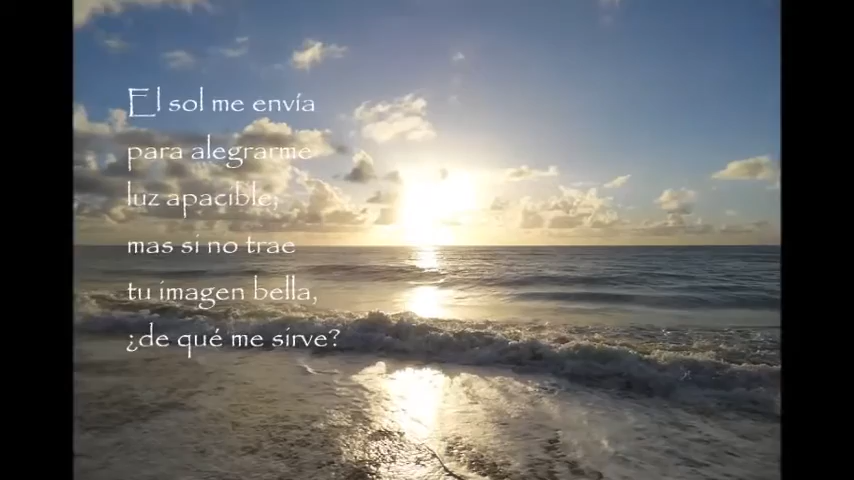 El sol me envía
para alegrarme
luz apacible,
mas si no trae
tu imagen bella,
¿de qué me sirve?